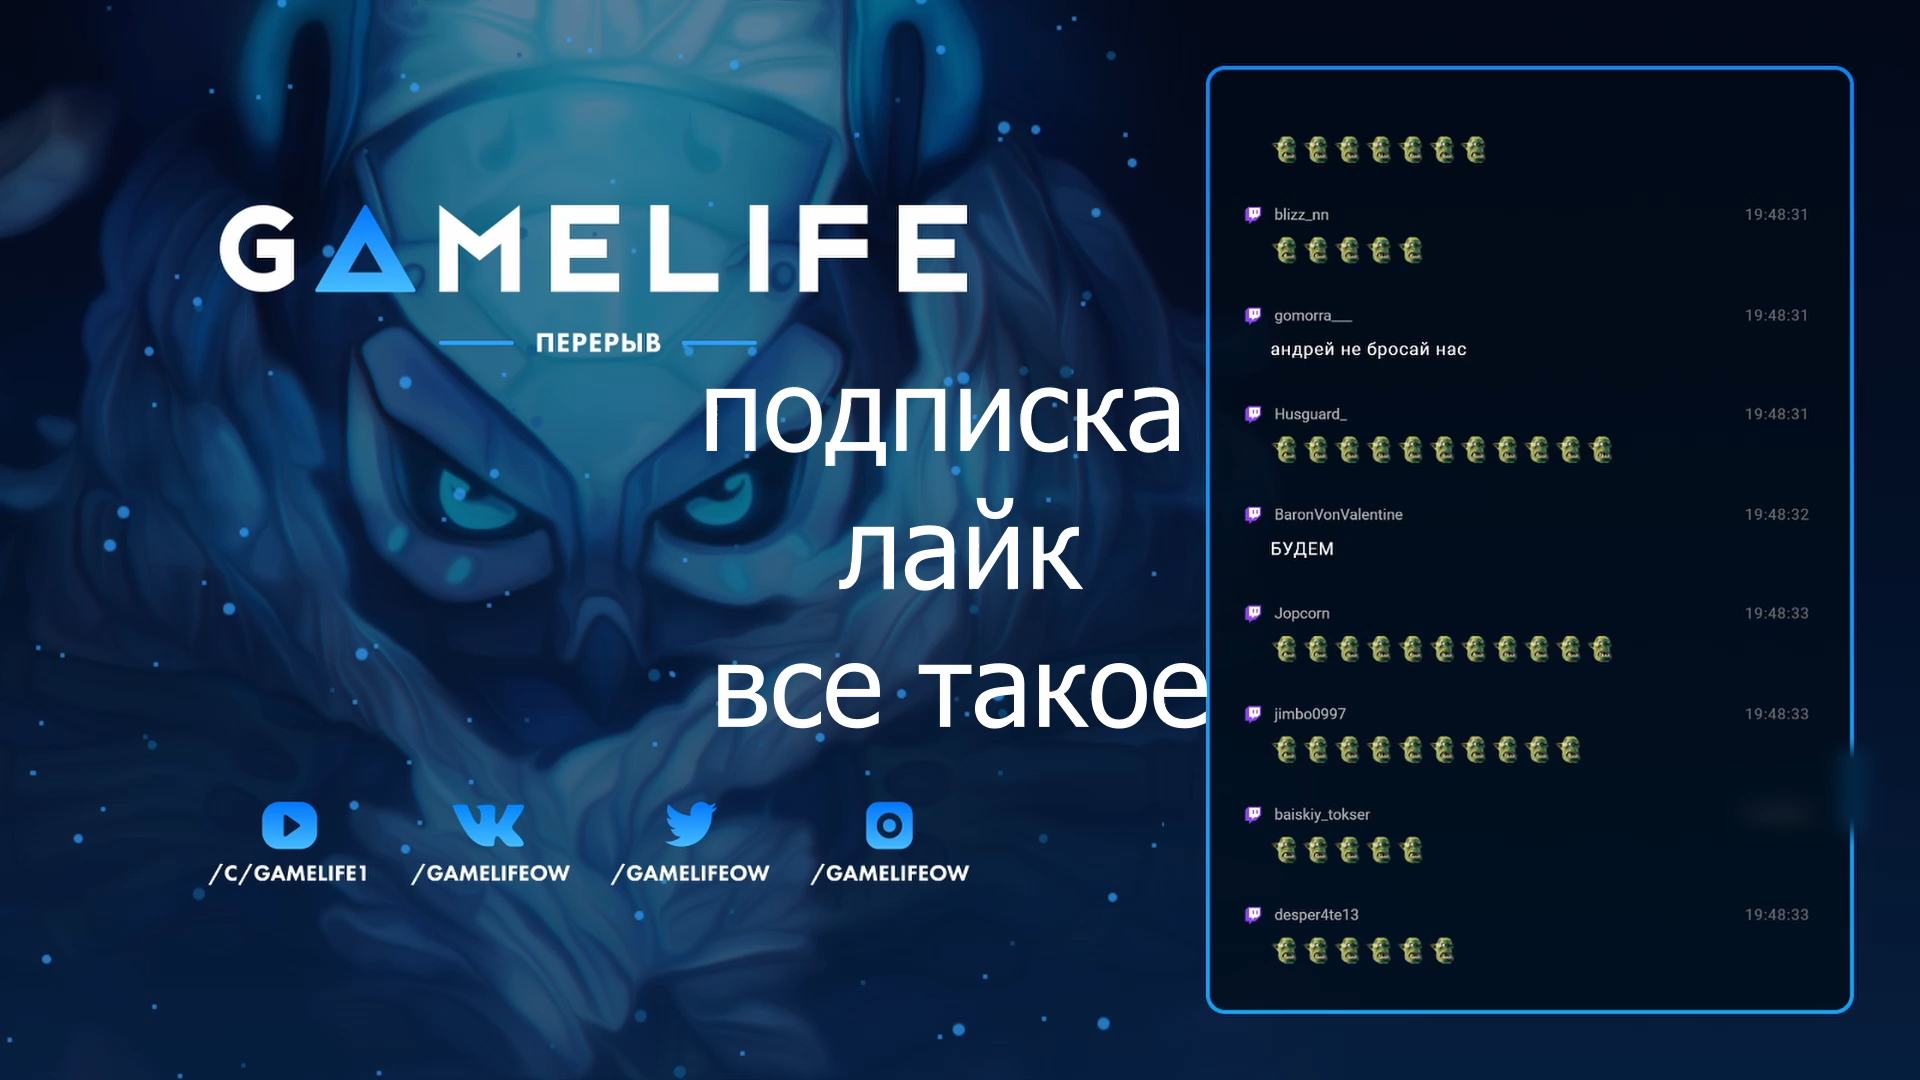 GAMELIFE
ПЕРЕРЫВ
подписка
лайк
все такое
/C/GAMELIFE1
/GAMELIFEOW
/GAMELIFEOW
/GAMELIFEOW
blizz_nn 19:48:31
gomorra___ 19:48:31
андрей не бросай нас
Husguard_ 19:48:31
BaronVonValentine 19:48:32
БУДЕМ
Jopcorn 19:48:33
jimbo0997 19:48:33
baiskiy_tokser
desper4te13 19:48:33